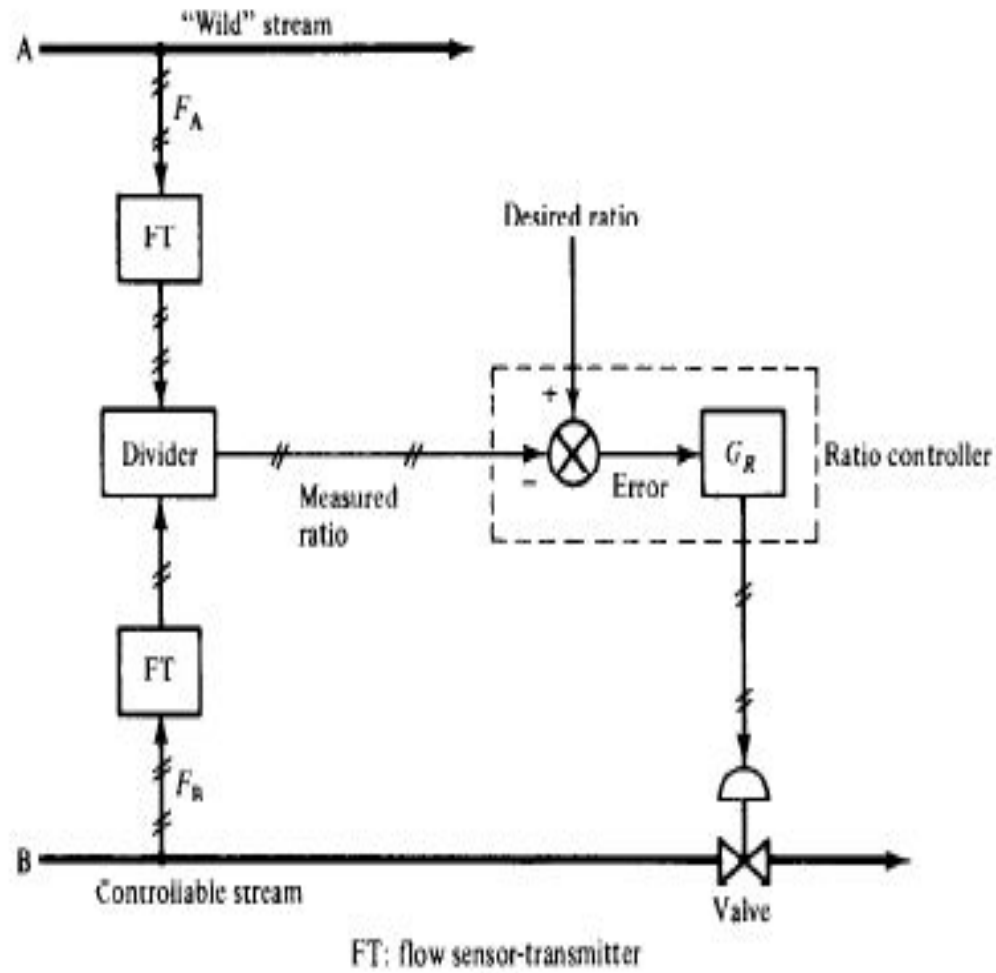 "Wild" stream
A
FA
FT
Desired ratio
+
Divider
GR
Ratio controller
−
Error
Measured
ratio
FT
FB
B
Controllable stream
Valve
FT: flow sensor-transmitter